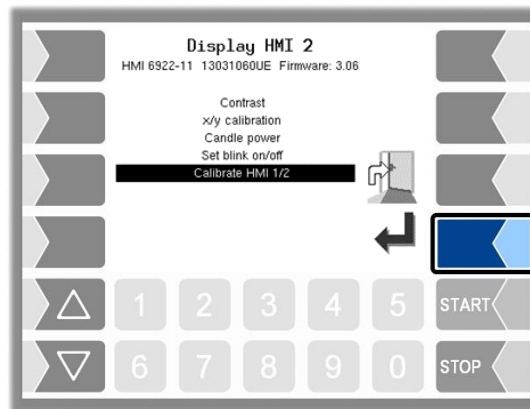 Display HMI 2
HMI 6922-11 13031060UE Firmware: 3.06
Contrast
x/y calibration
Candle power
Set blink on/off
Calibrate HMI 1/2
1 2 3 4 5 START
6 7 8 9 0 STOP